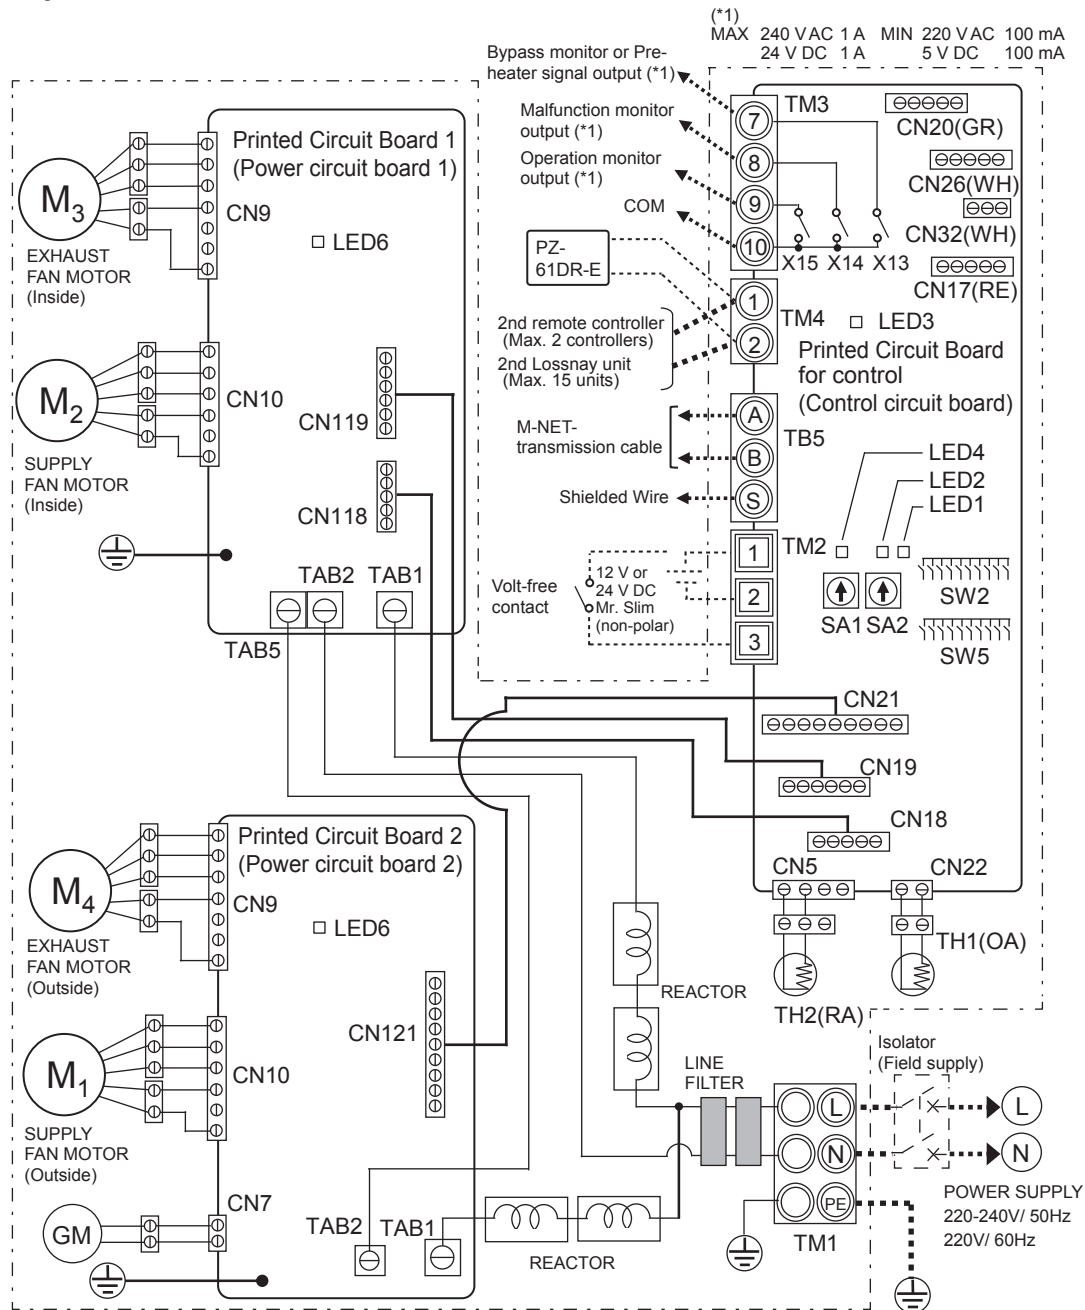 (*1)
MAX 240 V AC 1 A MIN 220 V AC 100 mA
24 V DC 1 A 5 V DC 100 mA
Bypass monitor or Pre-
heater signal output (*1)
Malfunction monitor
output (*1)
Operation monitor
output (*1)
COM
PZ-
61DR-E
2nd remote controller
(Max. 2 controllers)
2nd Lossnay unit
(Max. 15 units)
M-NET-
transmission cable
Shielded Wire
Volt-free
contact
12 V or
24 V DC
Mr. Slim
(non-polar)
TM3
7
8
9
10
X15 X14 X13
CN20(GR)
CN26(WH)
CN32(WH)
CN17(RE)
1
2
TM4
LED3
Printed Circuit Board
for control
(Control circuit board)
A
B
S
TB5
LED4
LED2
LED1
TM2
1
2
3
SA1 SA2
SW2
SW5
CN21
CN19
CN18
CN5
CN22
TH1(OA)
TH2(RA)
Printed Circuit Board 1
(Power circuit board 1)
M3
EXHAUST
FAN MOTOR
(Inside)
CN9
LED6
M2
SUPPLY
FAN MOTOR
(Inside)
CN10
CN119
CN118
TAB2 TAB1
TAB5
Printed Circuit Board 2
(Power circuit board 2)
M4
EXHAUST
FAN MOTOR
(Outside)
CN9
LED6
CN121
M1
SUPPLY
FAN MOTOR
(Outside)
CN10
CN7
GM
TAB2 TAB1
REACTOR
REACTOR
LINE
FILTER
L
N
PE
TM1
Isolator
(Field supply)
L
N
POWER SUPPLY
220-240V/ 50Hz
220V/ 60Hz